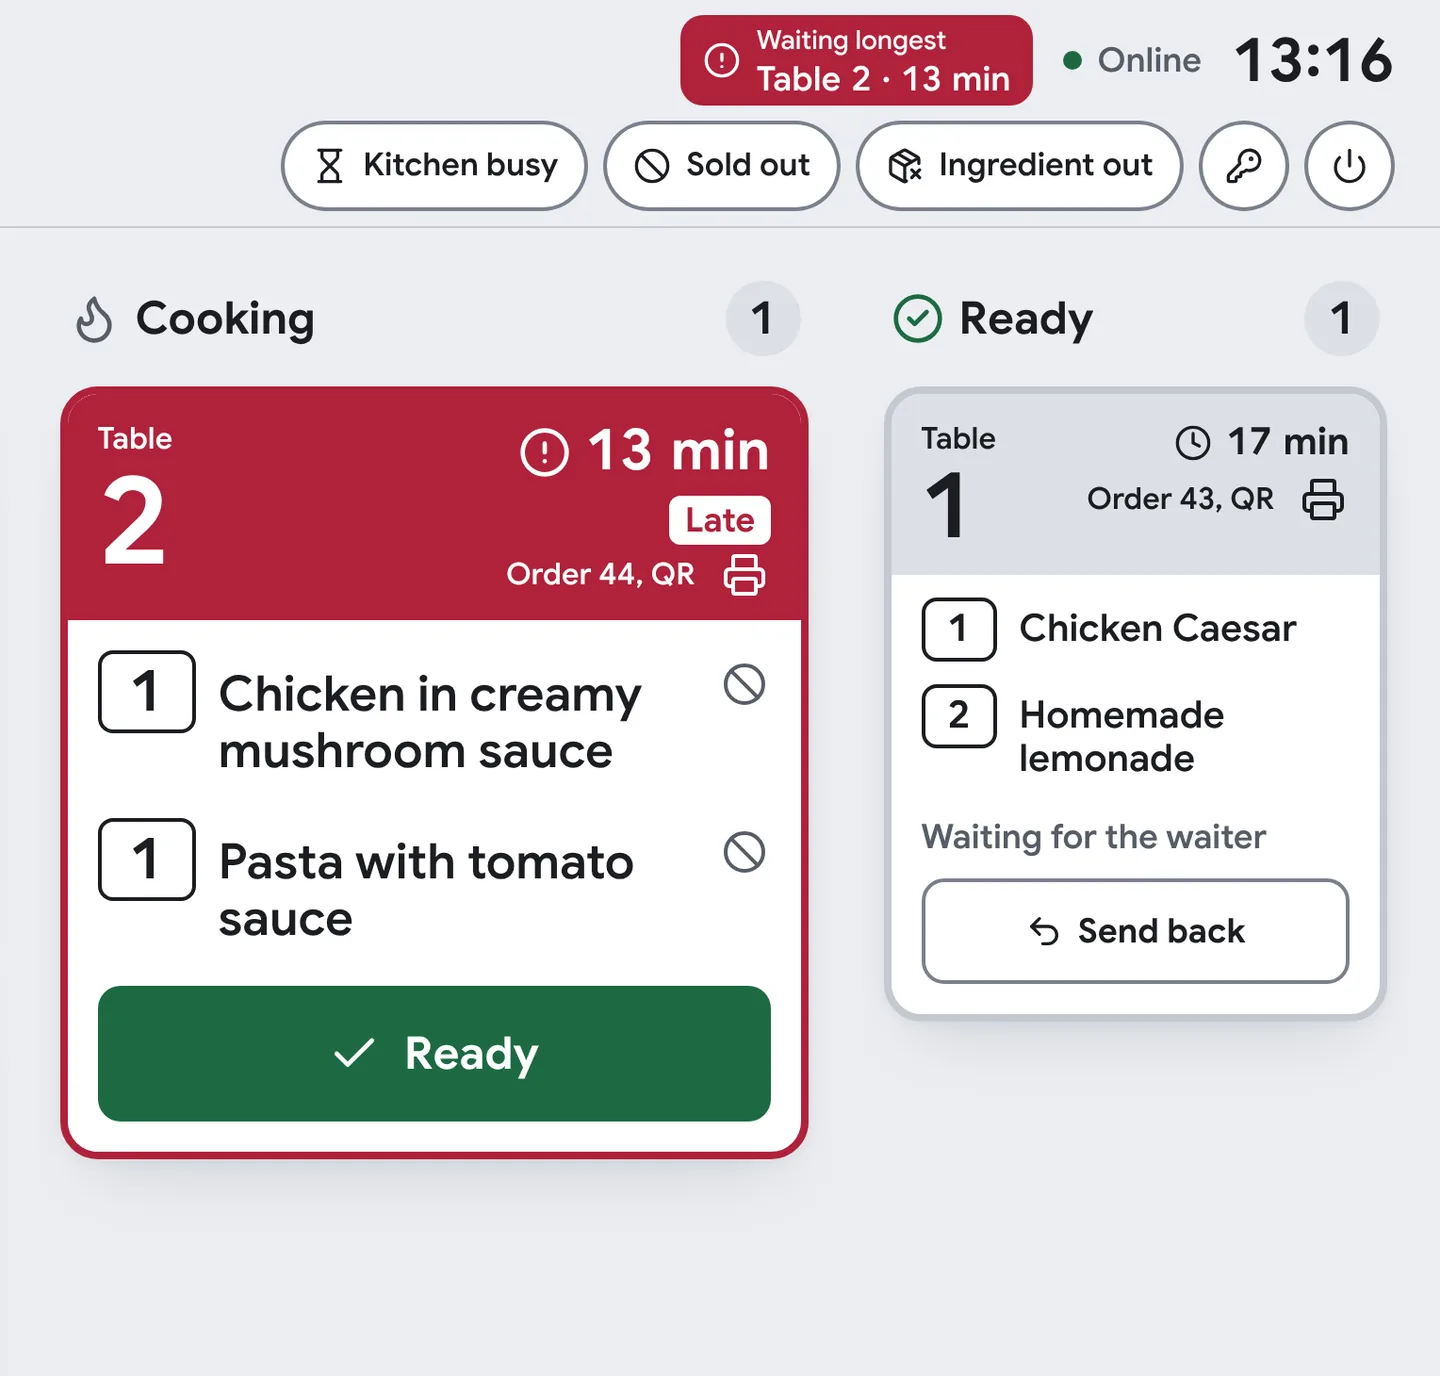 Waiting longest
Table 2 · 13 min
Online
13:16
Kitchen busy
Sold out
Ingredient out
Cooking
1
Table
2
13 min
Late
Order 44, QR
1
Chicken in creamy
mushroom sauce
1
Pasta with tomato
sauce
Ready
Ready
1
Table
1
17 min
Order 43, QR
1
Chicken Caesar
2
Homemade
lemonade
Waiting for the waiter
Send back